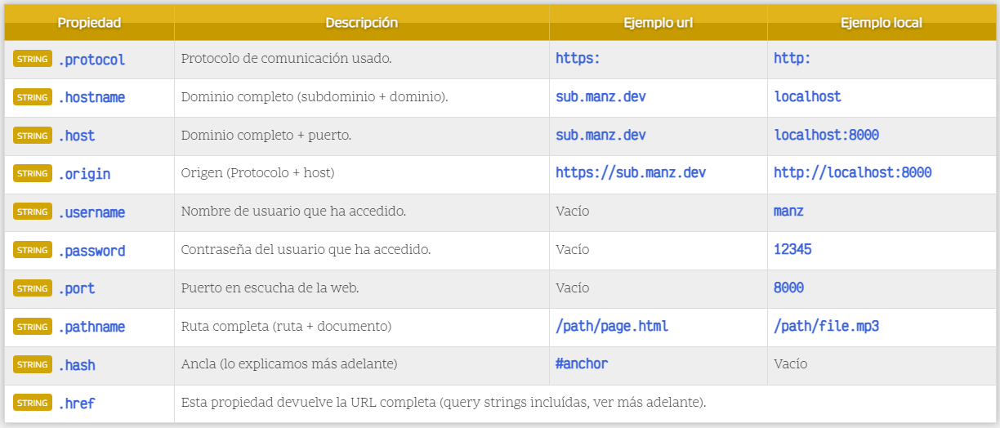 Propiedad Descripción Ejemplo url Ejemplo local
STRING .protocol Protocolo de comunicación usado. https: http:
STRING .hostname Dominio completo (subdominio + dominio). sub.manz.dev localhost
STRING .host Dominio completo + puerto. sub.manz.dev localhost:8000
STRING .origin Origen (Protocolo + host) https://sub.manz.dev http://localhost:8000
STRING .username Nombre de usuario que ha accedido. Vacío manz
STRING .password Contraseña del usuario que ha accedido. Vacío 12345
STRING .port Puerto en escucha de la web. Vacío 8000
STRING .pathname Ruta completa (ruta + documento) /path/page.html /path/file.mp3
STRING .hash Ancla (lo explicamos más adelante) #anchor Vacío
STRING .href Esta propiedad devuelve la URL completa (query strings incluídas, ver más adelante).